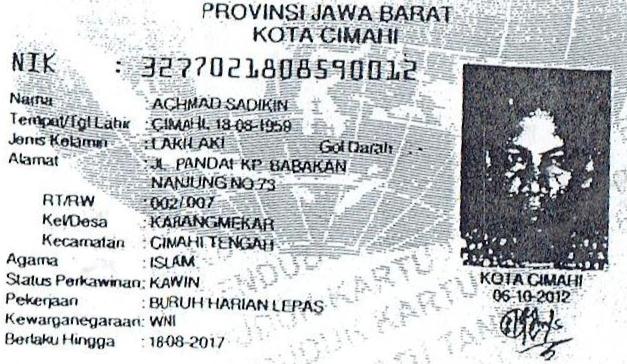 PROVINSI JAWA BARAT
KOTA CIMAHI
NIK : 3277021808590012
Nama : ACHMAD SADIKIN
Tempat/Tgl Lahir : CIMAHI, 18-08-1959
Jenis Kelamin : LAKI-LAKI Gol Darah : -
Alamat : JL. PANDAI KP. BABAKAN
NANJUNG NO 73
RT/RW : 002/007
Kel/Desa : KARANGMEKAR
Kecamatan : CIMAHI TENGAH
Agama : ISLAM
Status Perkawinan: KAWIN
Pekerjaan : BURUH HARIAN LEPAS
Kewarganegaraan: WNI
Berlaku Hingga : 18-08-2017
KOTA CIMAHI
06-10-2012